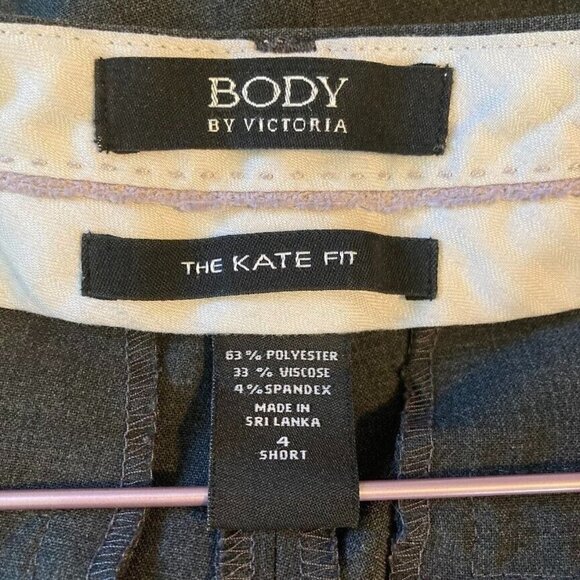 BODY
BY VICTORIA
THE KATE FIT
63% POLYESTER
33 % VISCOSE
4%SPANDEX
MADE IN
SRI LANKA
4
SHORT